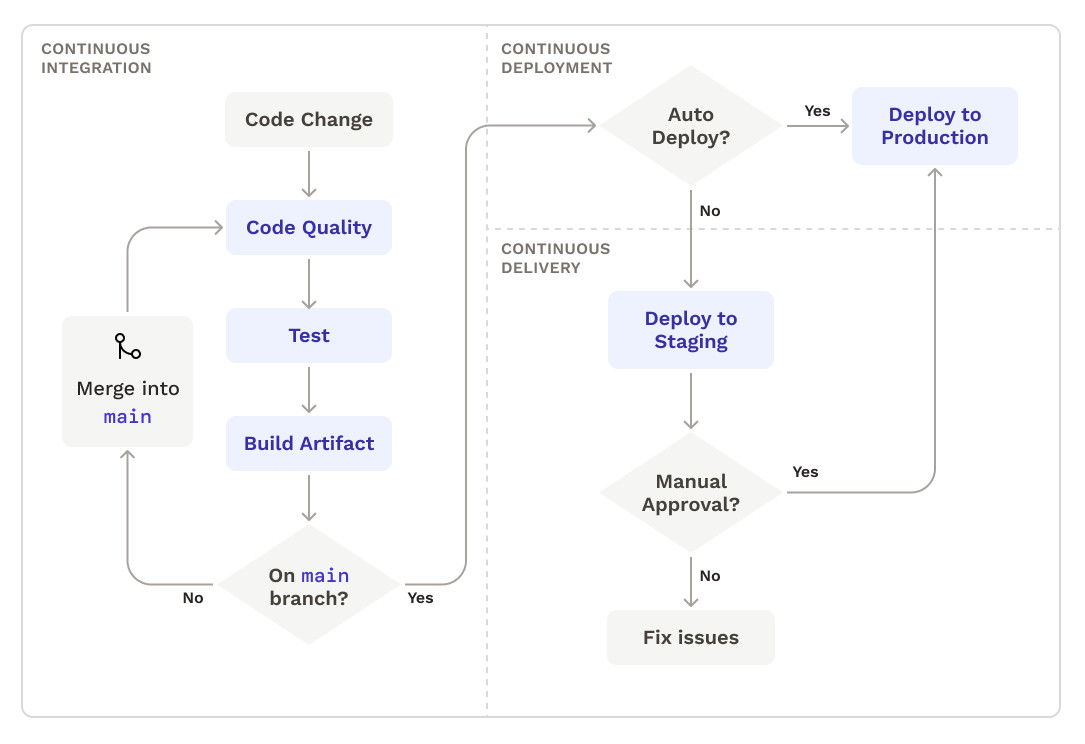 CONTINUOUS
INTEGRATION
Code Change
Code Quality
Test
Build Artifact
On main
branch?
No
Yes
Merge into
main
CONTINUOUS
DEPLOYMENT
Auto
Deploy?
Yes
Deploy to
Production
No
CONTINUOUS
DELIVERY
Deploy to
Staging
Manual
Approval?
Yes
No
Fix issues